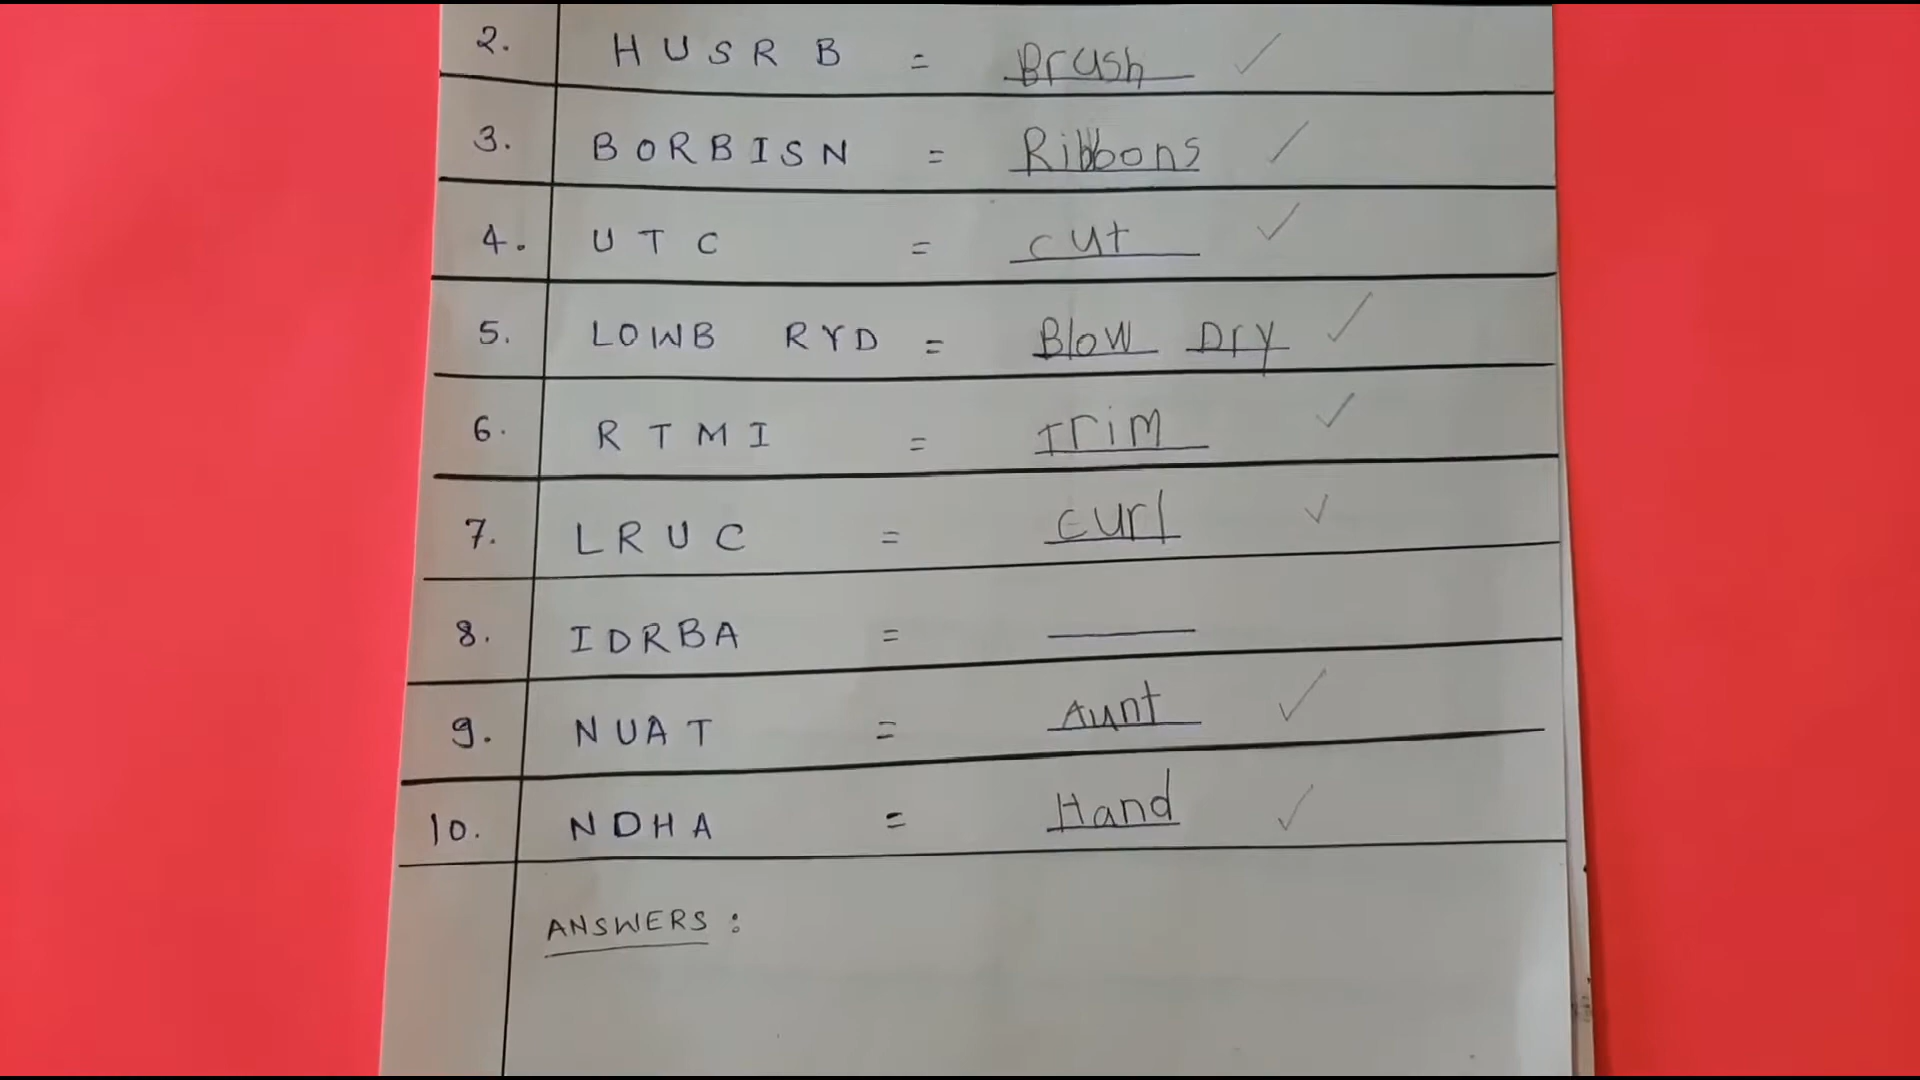 2. HUSRB = Brush ✓
3. BORBISN = Ribbons ✓
4. UTC = cut ✓
5. LOWB RYD = Blow Dry ✓
6. RTMI = Trim ✓
7. LRUC = curl ✓
8. IDRBA = ______
9. NUAT = Aunt ✓
10. NDHA = Hand ✓
ANSWERS :